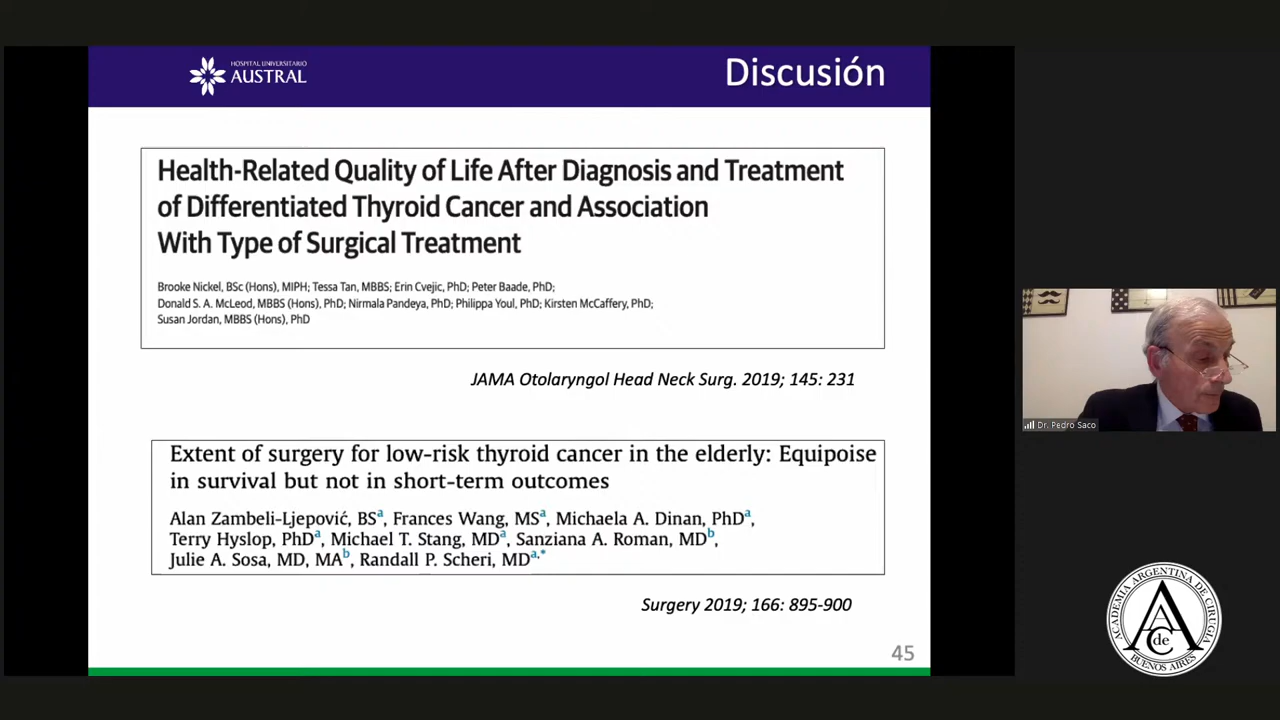 HOSPITAL UNIVERSITARIO
AUSTRAL
Discusión
Health-Related Quality of Life After Diagnosis and Treatment
of Differentiated Thyroid Cancer and Association
With Type of Surgical Treatment
Brooke Nickel, BSc (Hons), MIPH; Tessa Tan, MBBS; Erin Cvejic, PhD; Peter Baade, PhD;
Donald S. A. McLeod, MBBS (Hons), PhD; Nirmala Pandeya, PhD; Philippa Youl, PhD; Kirsten McCaffery, PhD;
Susan Jordan, MBBS (Hons), PhD
JAMA Otolaryngol Head Neck Surg. 2019; 145: 231
Extent of surgery for low-risk thyroid cancer in the elderly: Equipoise
in survival but not in short-term outcomes
Alan Zambeli-Ljepović, BSa, Frances Wang, MSa, Michaela A. Dinan, PhDa,
Terry Hyslop, PhDa, Michael T. Stang, MDa, Sanziana A. Roman, MDb,
Julie A. Sosa, MD, MAb, Randall P. Scheri, MDa,*
Surgery 2019; 166: 895-900
45
Dr. Pedro Saco
ACADEMIA ARGENTINA DE CIRUGÍA
A A C de
BUENOS AIRES